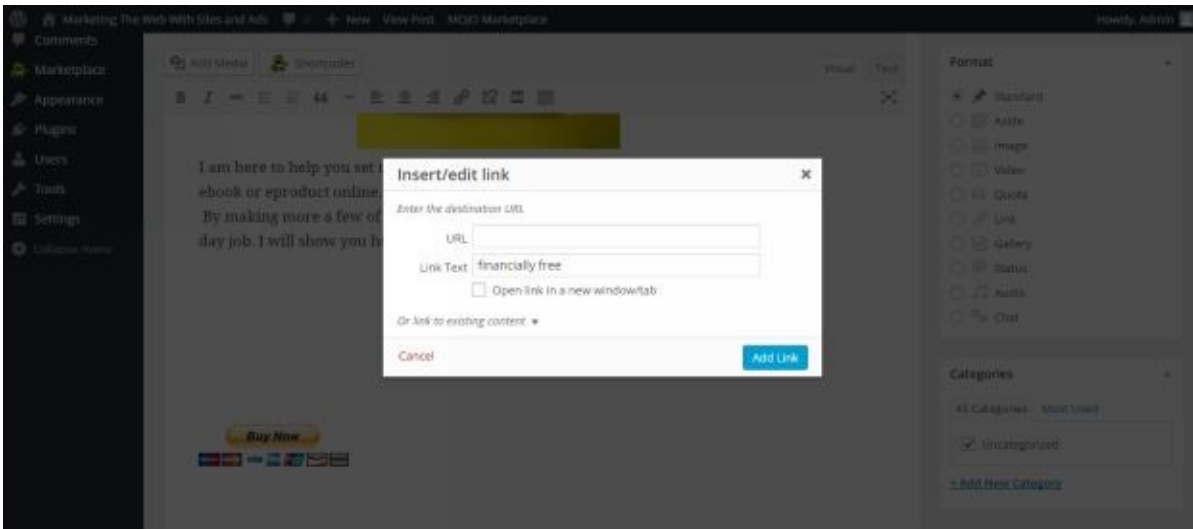 Marketing The Web With Sites and Ads + New View Post MOJO Marketplace Howdy, Admin
Comments
Marketplace
Appearance
Plugins
Users
Tools
Settings
Collapse menu
Add Media Shortcodes Visual Text
B I
I am here to help you set
ebook or eproduct online,
By making more a few of
day job, I will show you
Insert/edit link ×
Enter the destination URL
URL
Link Text financially free
Open link in a new window/tab
Or link to existing content
Cancel Add Link
Buy Now
Format
Standard
Aside
Image
Video
Quote
Link
Gallery
Status
Audio
Chat
Categories
All Categories Most Used
Uncategorized
+ Add New Category